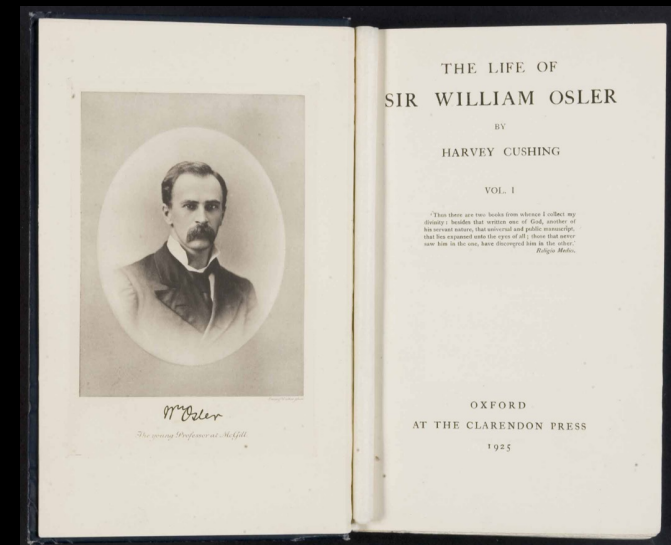 Wm Osler
The young Professor at McGill
THE LIFE OF
SIR WILLIAM OSLER
BY
HARVEY CUSHING
VOL. I
'Thus there are two books from whence I collect my
divinity: besides that written one of God, another of
his servant nature, that universal and public manuscript,
that lies expansed unto the eyes of all; those that never
saw him in the one, have discovered him in the other.'
Religio Medici.
OXFORD
AT THE CLARENDON PRESS
1925